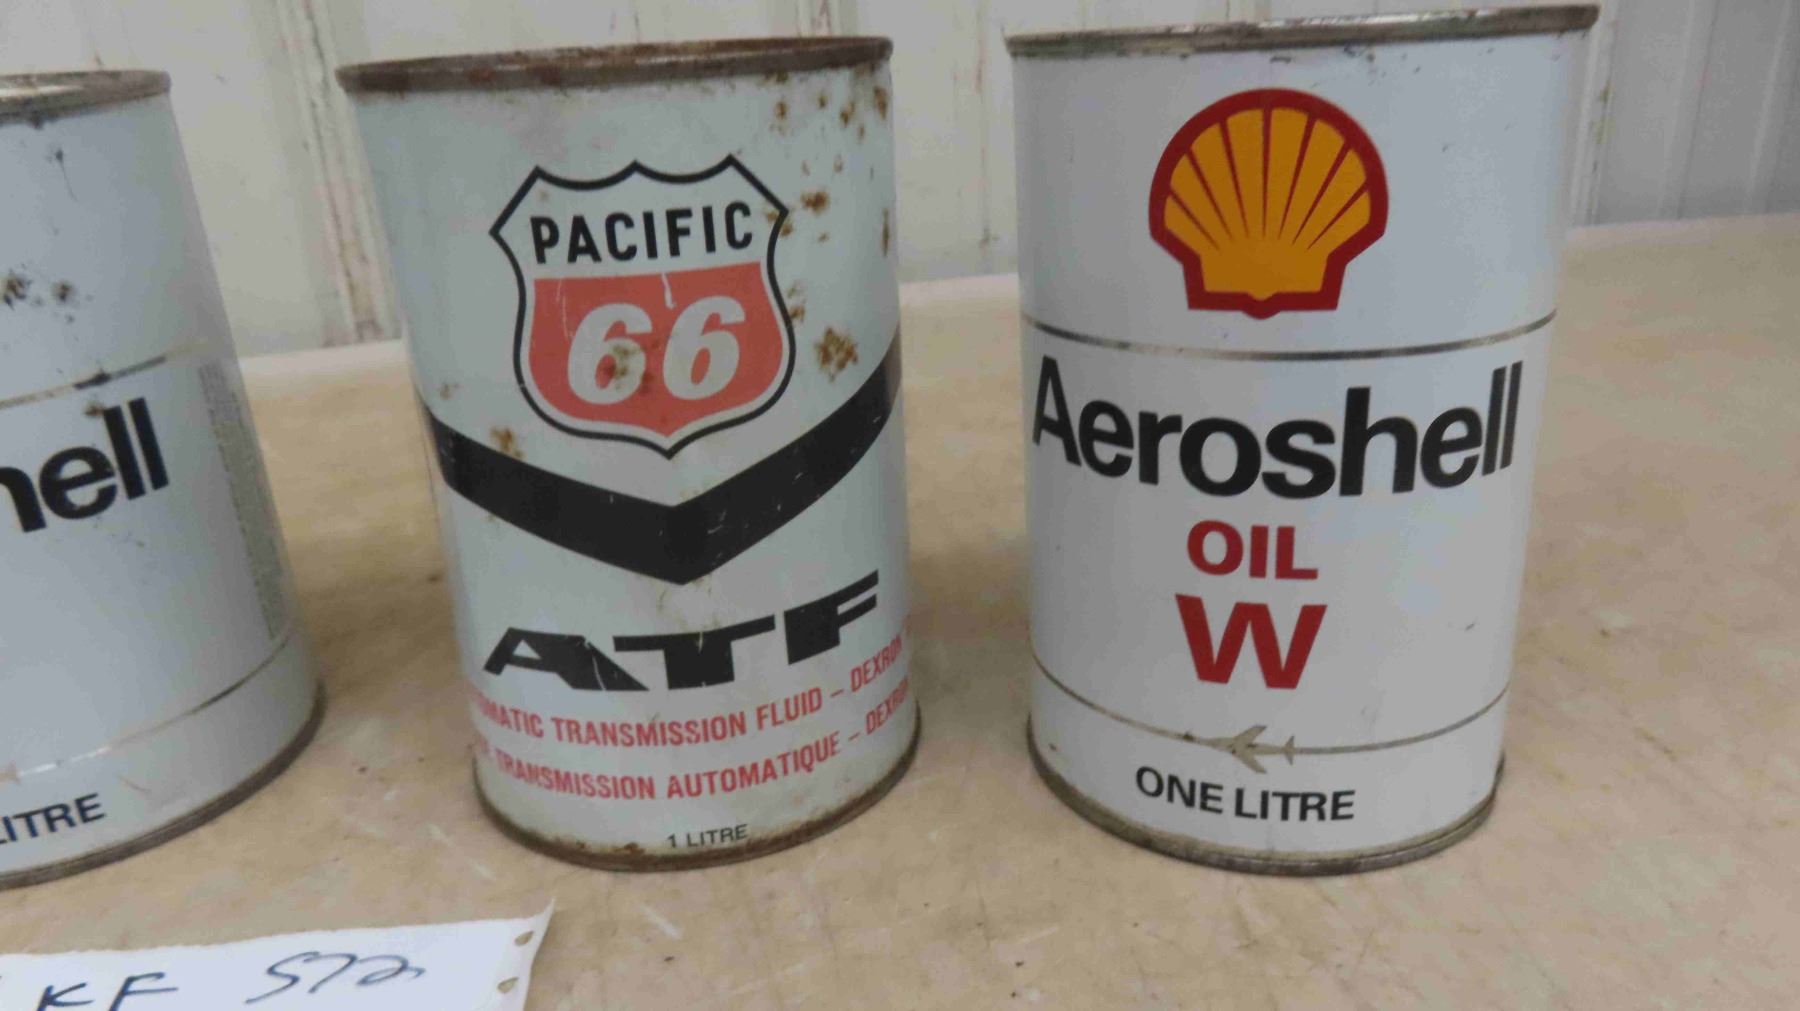 hell
LITRE
PACIFIC
66
ATF
MATIC TRANSMISSION FLUID – DEXRON
TRANSMISSION AUTOMATIQUE – DEXRON
1 LITRE
Aeroshell
OIL
W
ONE LITRE
KF 572